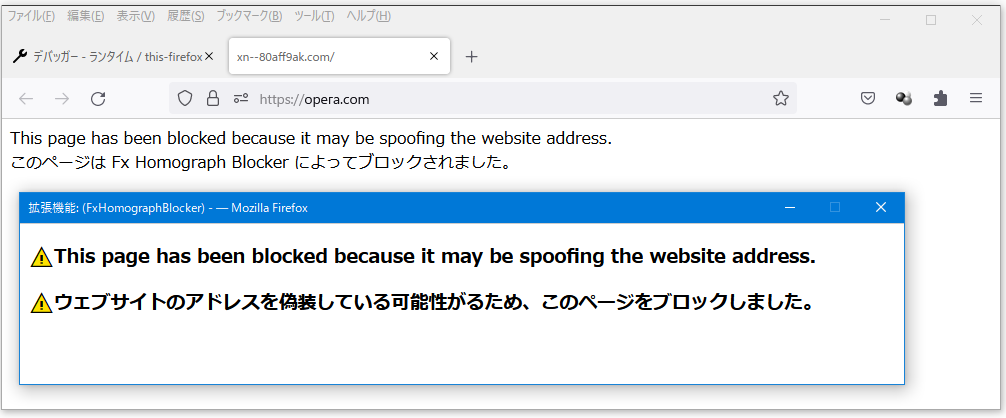 ファイル(F) 編集(E) 表示(V) 履歴(S) ブックマーク(B) ツール(T) ヘルプ(H)
デバッガー - ランタイム / this-firefox
xn--80aff9ak.com/
https://opera.com
This page has been blocked because it may be spoofing the website address.
このページは Fx Homograph Blocker によってブロックされました。
拡張機能: (FxHomographBlocker) - — Mozilla Firefox
This page has been blocked because it may be spoofing the website address.
ウェブサイトのアドレスを偽装している可能性がるため、このページをブロックしました。